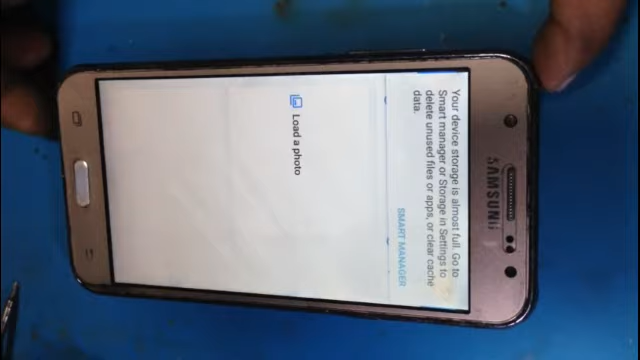 SAMSUNG
Your device storage is almost full. Go to
Smart manager or Storage in Settings to
delete unused files or apps, or clear cache
data.
SMART MANAGER
Load a photo